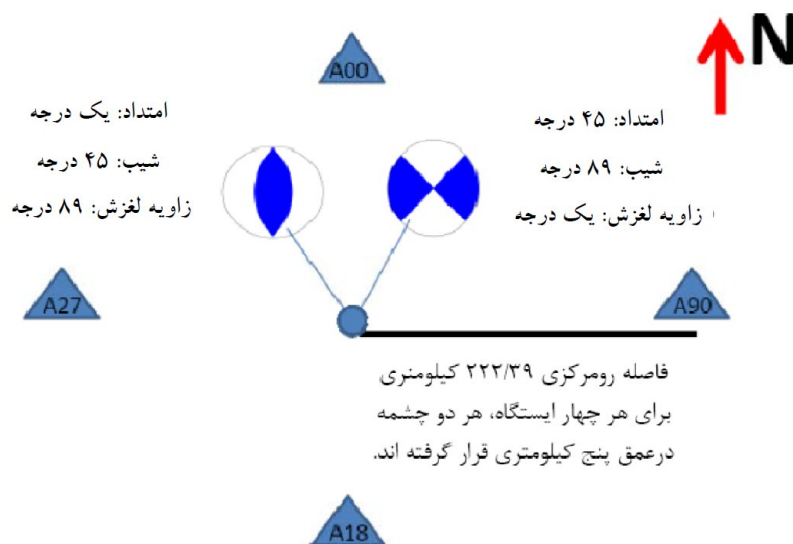 N
A00
امتداد: یک درجه
شیب: ۴۵ درجه
زاویه لغزش: ۸۹ درجه
امتداد: ۴۵ درجه
شیب: ۸۹ درجه
زاویه لغزش: یک درجه
A27
A90
فاصله رومرکزی ۲۲۲/۳۹ کیلومتری
برای هر چهار ایستگاه، هر دو چشمه
درعمق پنج کیلومتری قرار گرفته اند.
A18